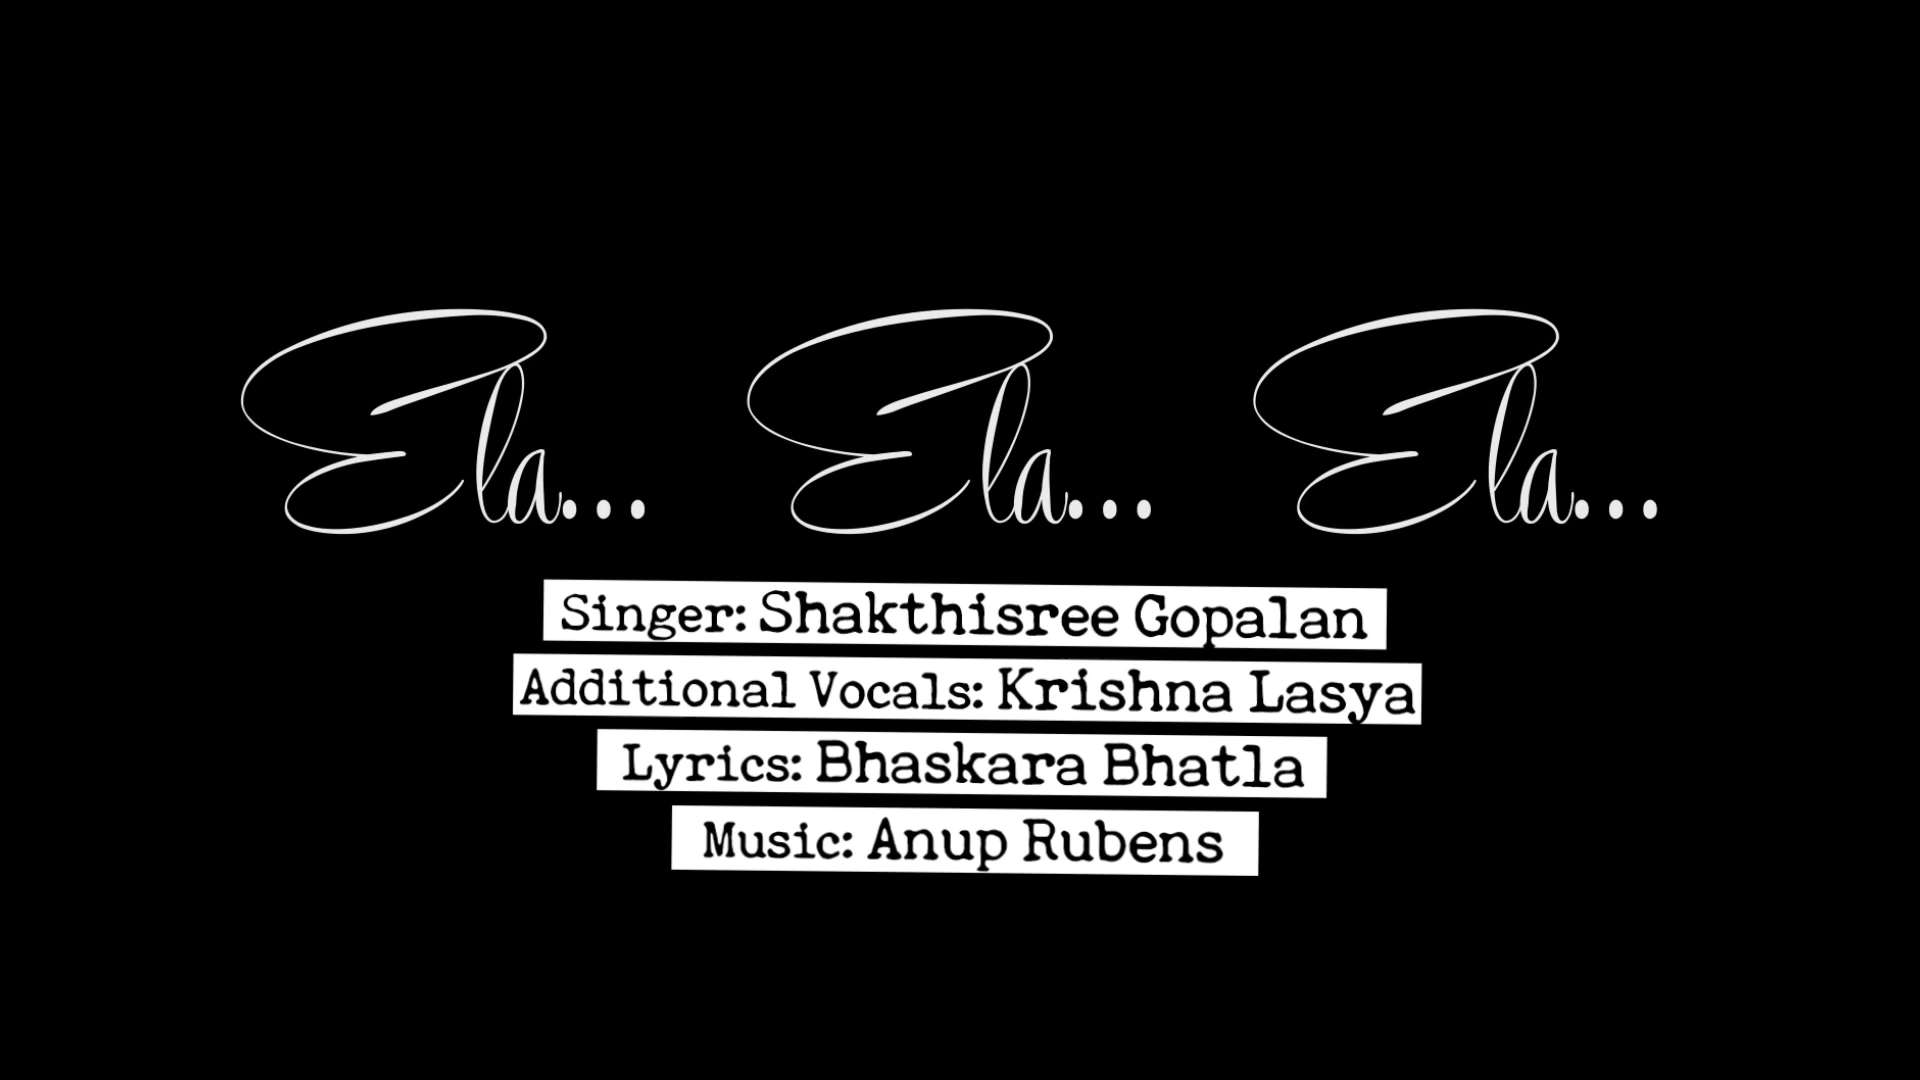 Ela... Ela... Ela...
Singer: Shakthisree Gopalan
Additional Vocals: Krishna Lasya
Lyrics: Bhaskara Bhatla
Music: Anup Rubens